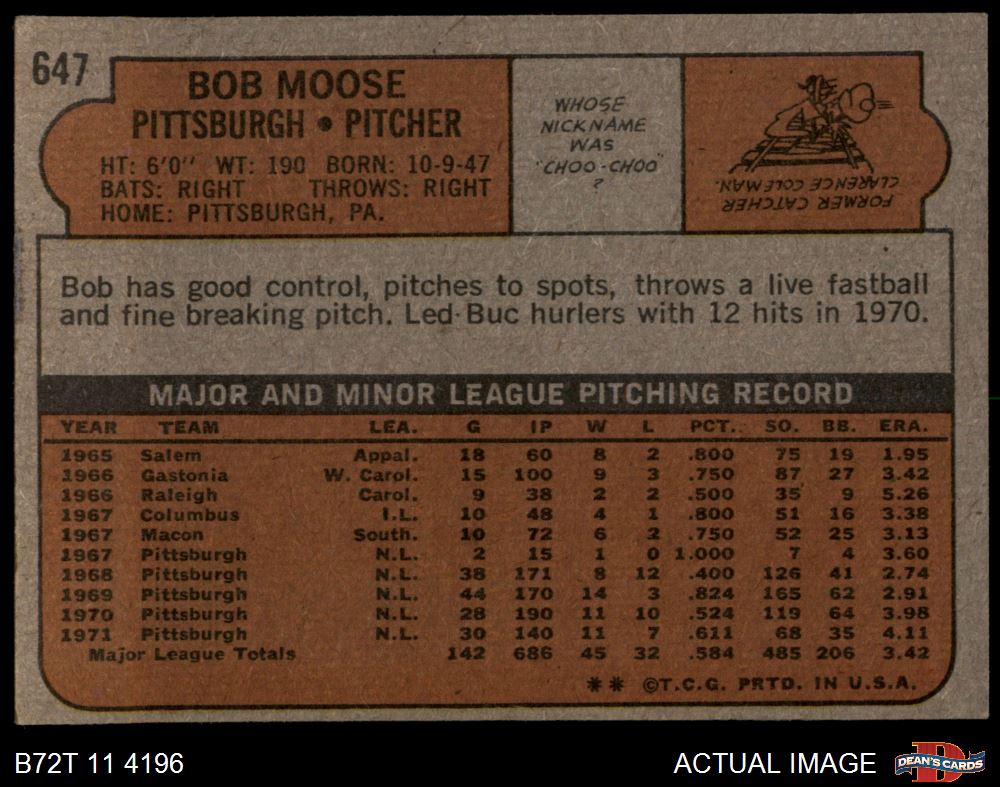 647
BOB MOOSE
PITTSBURGH • PITCHER
HT: 6'0" WT: 190 BORN: 10-9-47
BATS: RIGHT THROWS: RIGHT
HOME: PITTSBURGH, PA.
WHOSE
NICKNAME
WAS
"CHOO-CHOO"
?
FORMER CATCHER
CLARENCE COLEMAN.
Bob has good control, pitches to spots, throws a live fastball
and fine breaking pitch. Led Buc hurlers with 12 hits in 1970.
MAJOR AND MINOR LEAGUE PITCHING RECORD
YEAR TEAM LEA. G IP W L PCT. SO. BB. ERA.
1965 Salem Appal. 18 60 8 2 .800 75 19 1.95
1966 Gastonia W. Carol. 15 100 9 3 .750 87 27 3.42
1966 Raleigh Carol. 9 38 2 2 .500 35 9 5.26
1967 Columbus I.L. 10 48 4 1 .800 51 16 3.38
1967 Macon South. 10 72 6 2 .750 52 25 3.13
1967 Pittsburgh N.L. 2 15 1 0 1.000 7 4 3.60
1968 Pittsburgh N.L. 38 171 8 12 .400 126 41 2.74
1969 Pittsburgh N.L. 44 170 14 3 .824 165 62 2.91
1970 Pittsburgh N.L. 28 190 11 10 .524 119 64 3.98
1971 Pittsburgh N.L. 30 140 11 7 .611 68 35 4.11
Major League Totals 142 686 45 32 .584 485 206 3.42
** ©T.C.G. PRTD. IN U.S.A.
B72T 11 4196
ACTUAL IMAGE
DEAN'S CARDS